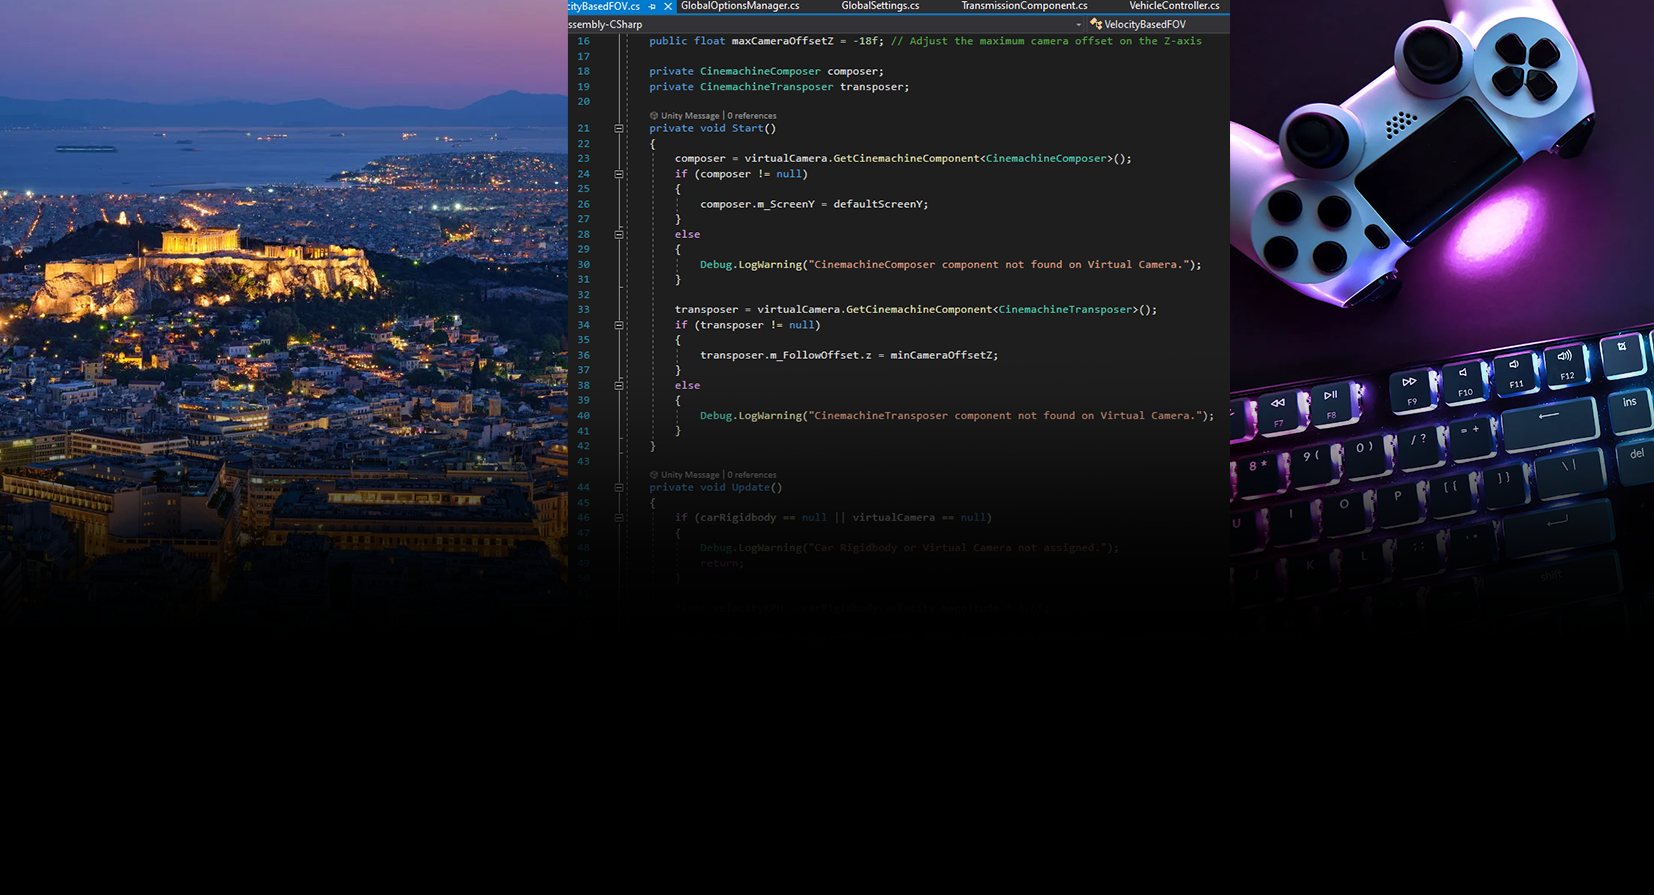 cityBasedFOV.cs GlobalOptionsManager.cs GlobalSettings.cs TransmissionComponent.cs VehicleController.cs
ssembly-CSharp VelocityBasedFOV
16 public float maxCameraOffsetZ = -18f; // Adjust the maximum camera offset on the Z-axis
17
18 private CinemachineComposer composer;
19 private CinemachineTransposer transposer;
20
Unity Message | 0 references
21 private void Start()
22 {
23 composer = virtualCamera.GetCinemachineComponent<CinemachineComposer>();
24 if (composer != null)
25 {
26 composer.m_ScreenY = defaultScreenY;
27 }
28 else
29 {
30 Debug.LogWarning("CinemachineComposer component not found on Virtual Camera.");
31 }
32
33 transposer = virtualCamera.GetCinemachineComponent<CinemachineTransposer>();
34 if (transposer != null)
35 {
36 transposer.m_FollowOffset.z = minCameraOffsetZ;
37 }
38 else
39 {
40 Debug.LogWarning("CinemachineTransposer component not found on Virtual Camera.");
41 }
42 }
43
Unity Message | 0 references
44 private void Update()
45 {
46 if (carRigidbody == null || virtualCamera == null)
47 {
48 Debug.LogWarning("Car Rigidbody or Virtual Camera not assigned.");
49 return;
}
F7 F8 F9 F10 F11 F12
8 * 9 ( 0 ) / ? = + ins
U I O P [ { ] } \ | del
J K L shift